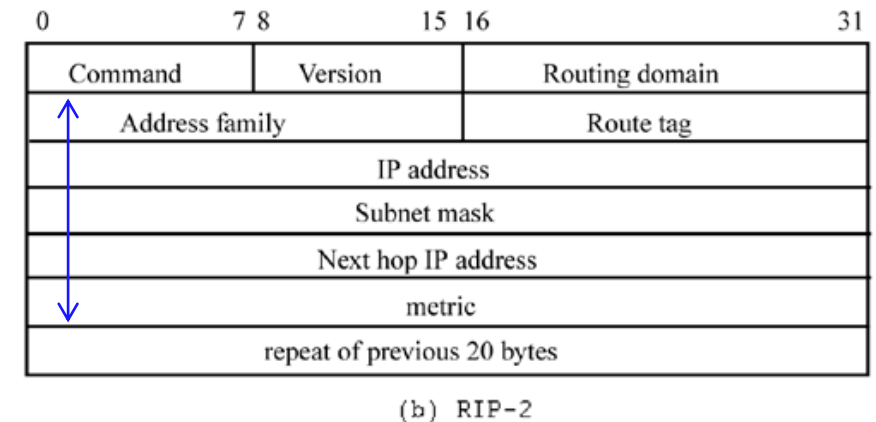 0 7 8 15 16 31
Command Version Routing domain
Address family Route tag
IP address
Subnet mask
Next hop IP address
metric
repeat of previous 20 bytes
(b) RIP-2